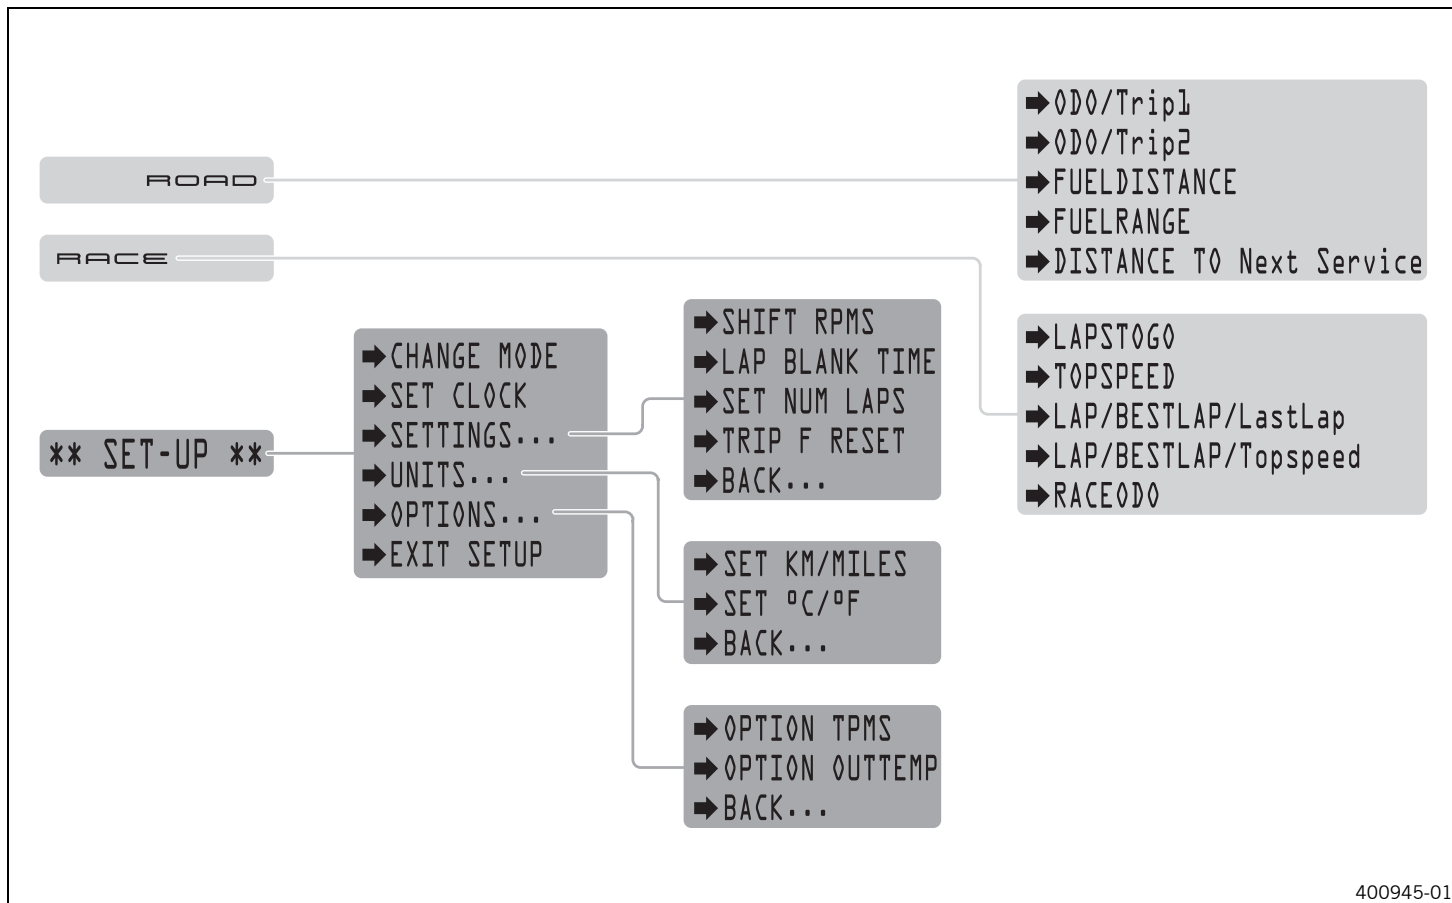 ROAD
➡ODO/Trip1
➡ODO/Trip2
➡FUELDISTANCE
➡FUELRANGE
➡DISTANCE TO Next Service
RACE
➡LAPSTOGO
➡TOPSPEED
➡LAP/BESTLAP/LastLap
➡LAP/BESTLAP/Topspeed
➡RACEODO
** SET-UP **
➡CHANGE MODE
➡SET CLOCK
➡SETTINGS...
➡UNITS...
➡OPTIONS...
➡EXIT SETUP
➡SHIFT RPMS
➡LAP BLANK TIME
➡SET NUM LAPS
➡TRIP F RESET
➡BACK...
➡SET KM/MILES
➡SET ºC/ºF
➡BACK...
➡OPTION TPMS
➡OPTION OUTTEMP
➡BACK...
400945-01